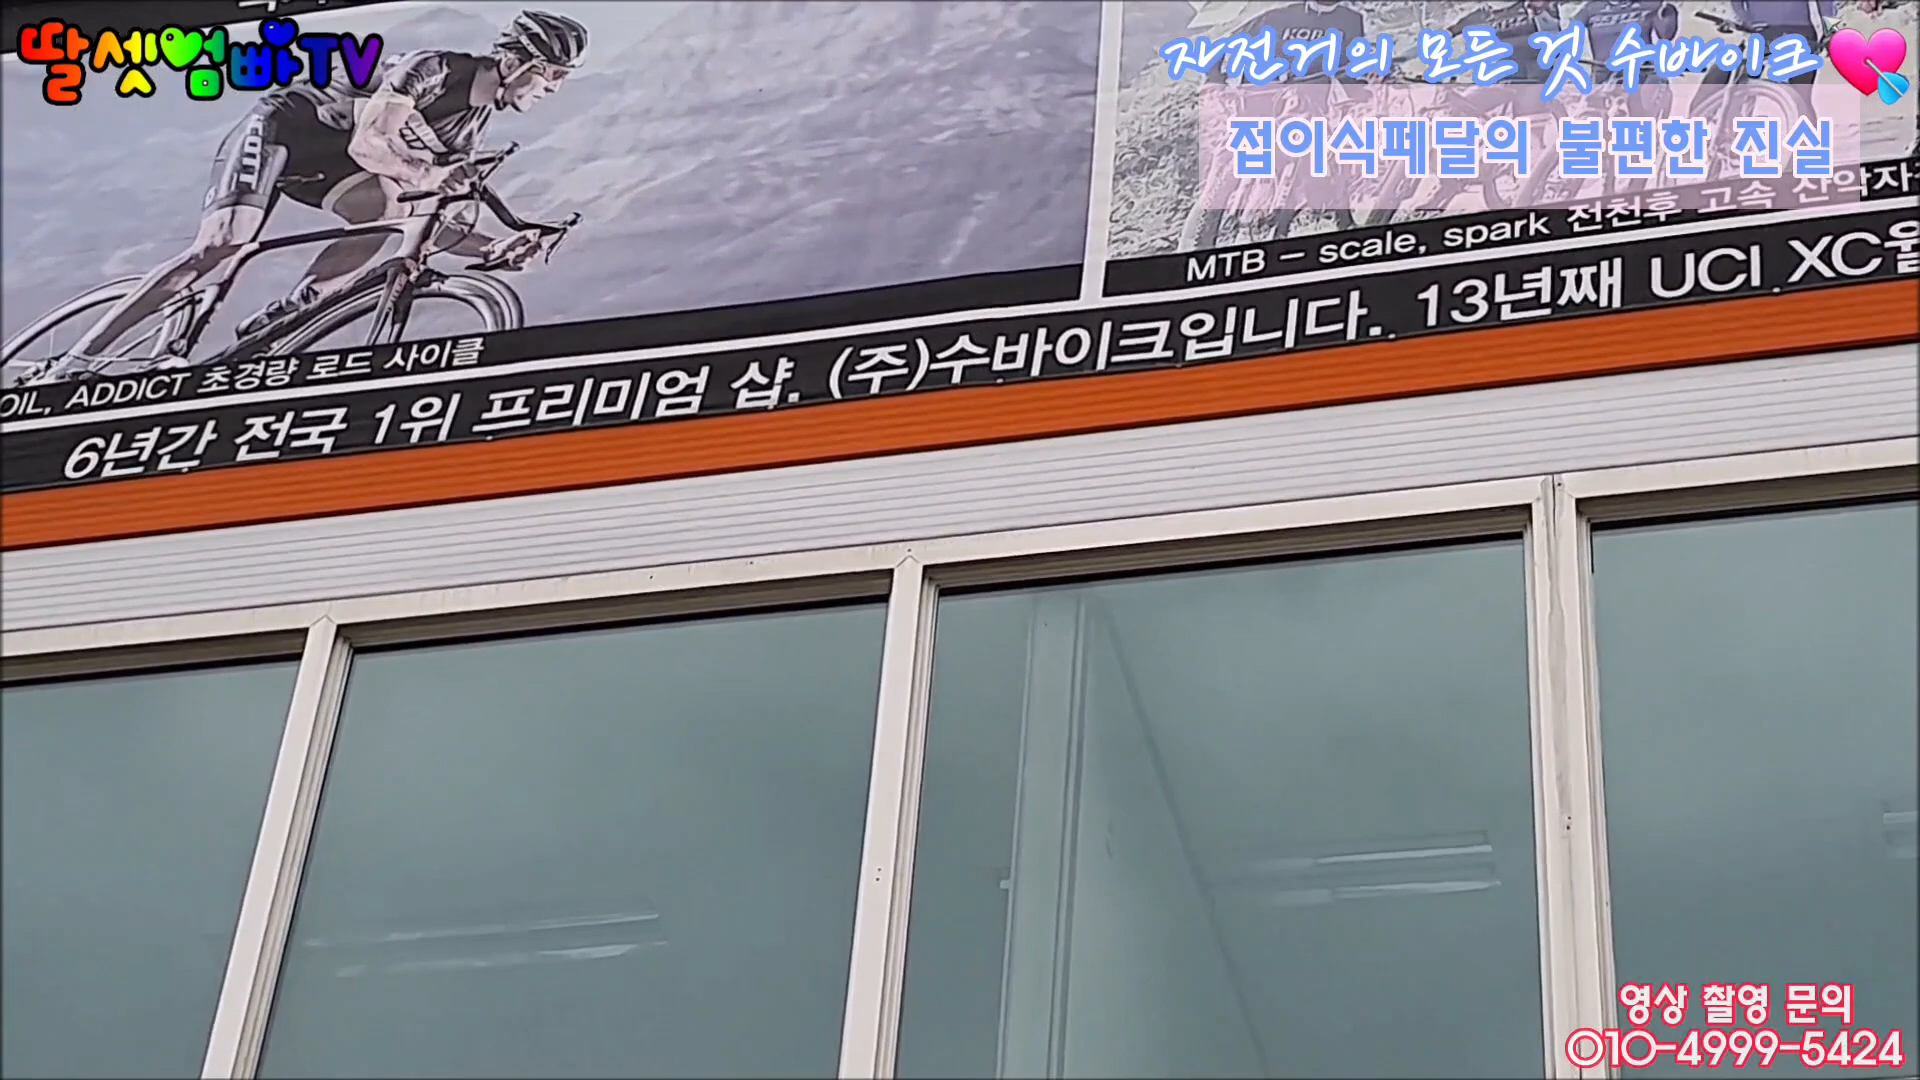 딸셋엄빠TV
자전거의 모든 것 수바이크
접이식페달의 불편한 진실
OIL, ADDICT 초경량 로드 사이클
MTB - scale, spark 전천후 고속 산악자
6년간 전국 1위 프리미엄 샵. (주)수바이크입니다. 13년째 UCI XC월
영상 촬영 문의
010-4999-5424